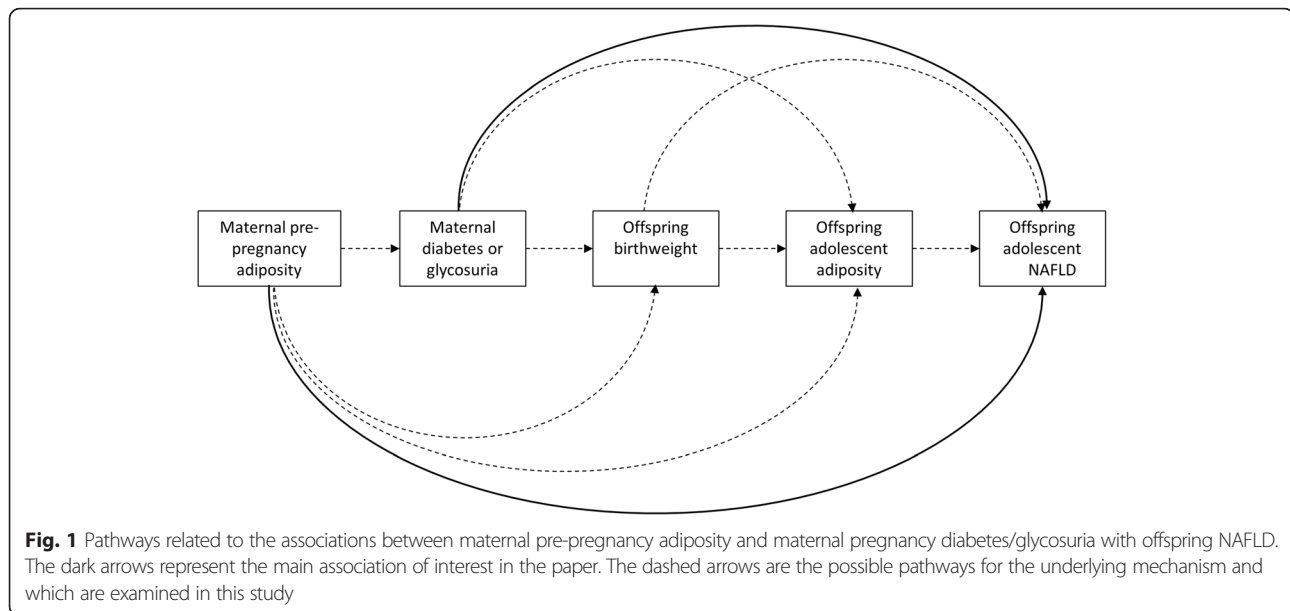 Maternal pre-
pregnancy
adiposity
Maternal
diabetes or
glycosuria
Offspring
birthweight
Offspring
adolescent
adiposity
Offspring
adolescent
NAFLD
Fig. 1 Pathways related to the associations between maternal pre-pregnancy adiposity and maternal pregnancy diabetes/glycosuria with offspring NAFLD.
The dark arrows represent the main association of interest in the paper. The dashed arrows are the possible pathways for the underlying mechanism and
which are examined in this study